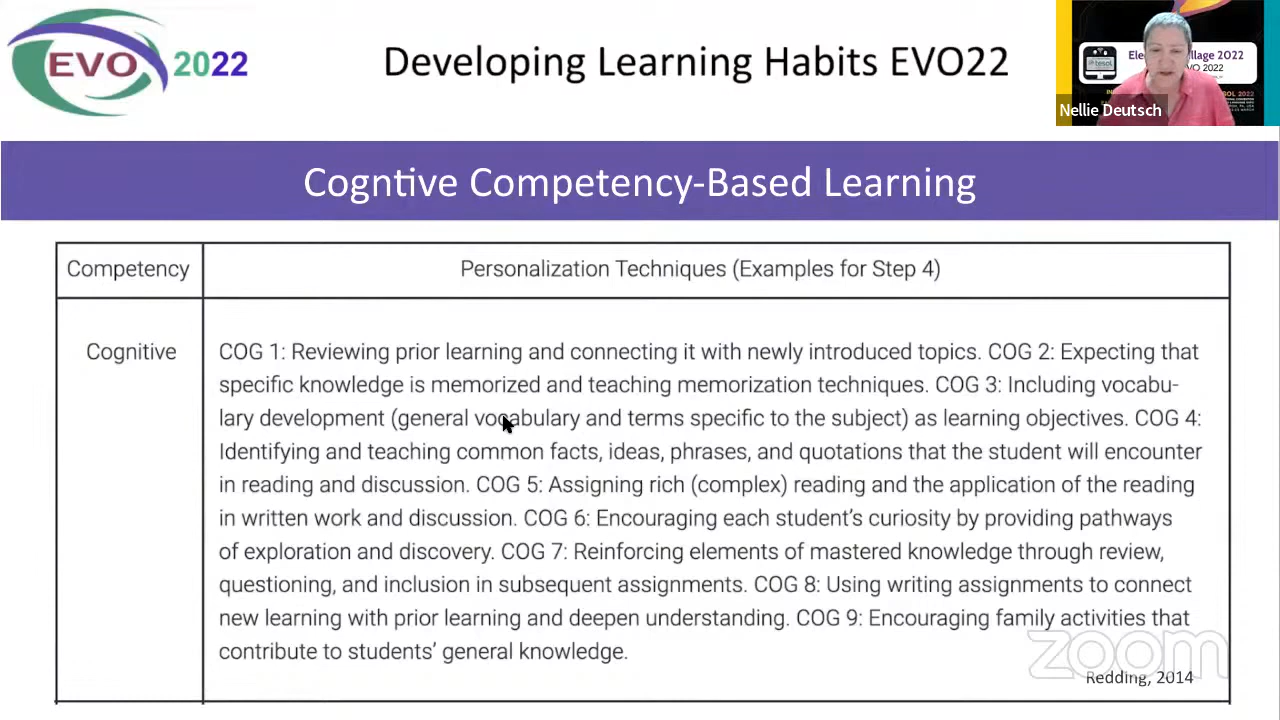 EVO 2022
Developing Learning Habits EVO22
Nellie Deutsch
Cogntive Competency-Based Learning
Competency
Personalization Techniques (Examples for Step 4)
Cognitive
COG 1: Reviewing prior learning and connecting it with newly introduced topics. COG 2: Expecting that
specific knowledge is memorized and teaching memorization techniques. COG 3: Including vocabu-
lary development (general vocabulary and terms specific to the subject) as learning objectives. COG 4:
Identifying and teaching common facts, ideas, phrases, and quotations that the student will encounter
in reading and discussion. COG 5: Assigning rich (complex) reading and the application of the reading
in written work and discussion. COG 6: Encouraging each student's curiosity by providing pathways
of exploration and discovery. COG 7: Reinforcing elements of mastered knowledge through review,
questioning, and inclusion in subsequent assignments. COG 8: Using writing assignments to connect
new learning with prior learning and deepen understanding. COG 9: Encouraging family activities that
contribute to students' general knowledge.
zoom
Redding, 2014